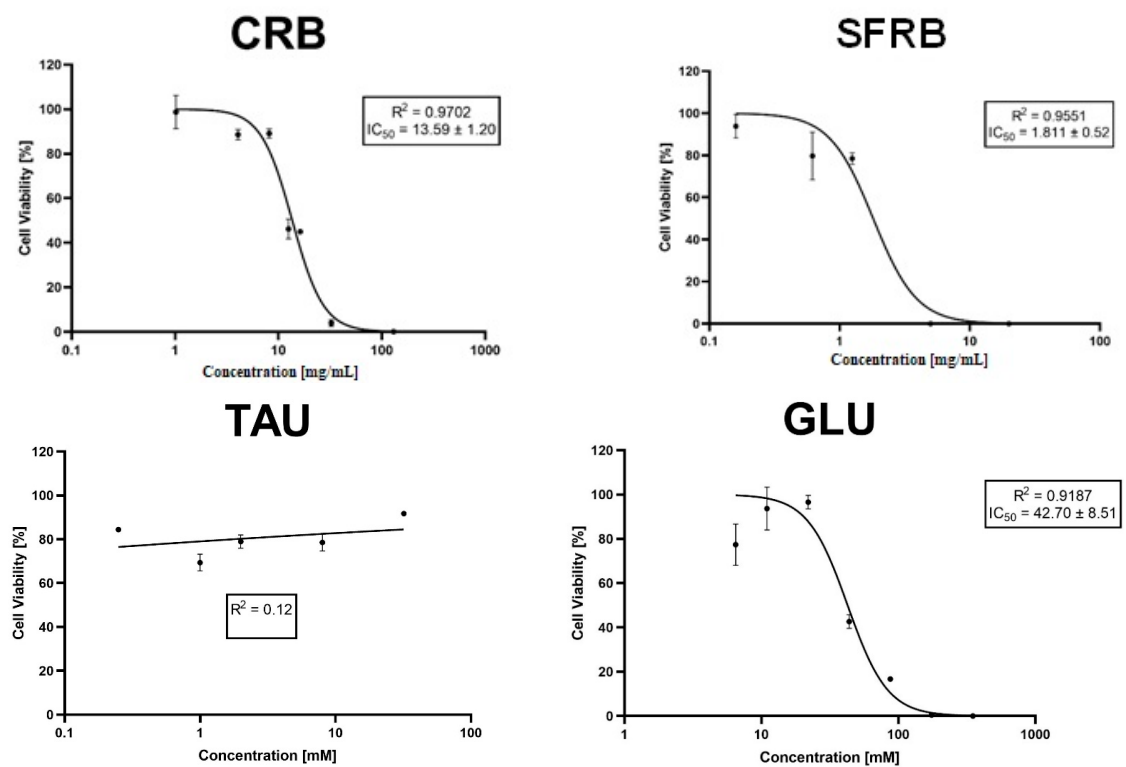 CRB
120
100
80
60
40
20
0
Cell Viability [%]
R² = 0.9702
IC₅₀ = 13.59 ± 1.20
0.1 1 10 100 1000
Concentration [mg/mL]
SFRB
120
100
80
60
40
20
0
Cell Viability [%]
R² = 0.9551
IC₅₀ = 1.811 ± 0.52
0.1 1 10 100
Concentration [mg/mL]
TAU
120
100
80
60
40
20
0
Cell Viability [%]
R² = 0.12
0.1 1 10 100
Concentration [mM]
GLU
120
100
80
60
40
20
0
Cell Viability [%]
R² = 0.9187
IC₅₀ = 42.70 ± 8.51
1 10 100 1000
Concentration [mM]